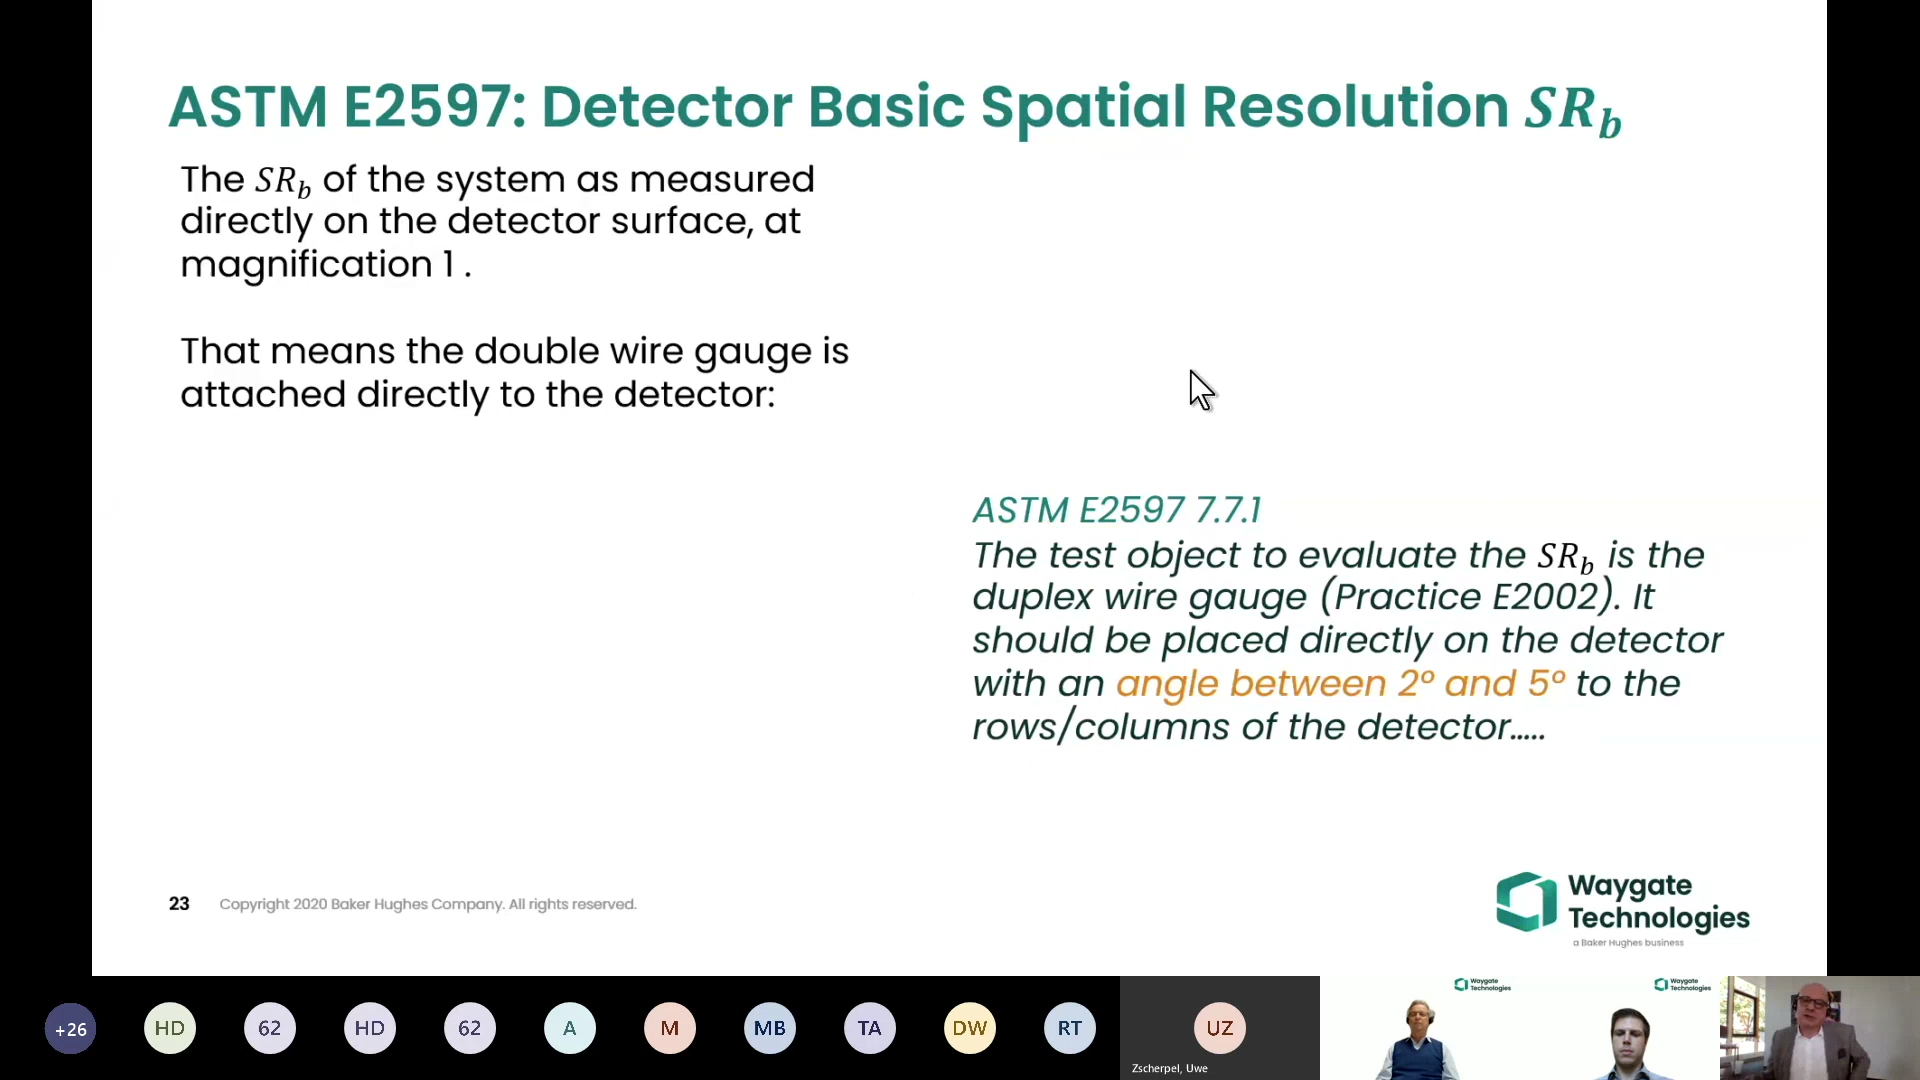 ASTM E2597: Detector Basic Spatial Resolution SRb
The SRb of the system as measured
directly on the detector surface, at
magnification 1 .
That means the double wire gauge is
attached directly to the detector:
ASTM E2597 7.7.1
The test object to evaluate the SRb is the
duplex wire gauge (Practice E2002). It
should be placed directly on the detector
with an angle between 2° and 5° to the
rows/columns of the detector.....
23 Copyright 2020 Baker Hughes Company. All rights reserved.
Waygate
Technologies
a Baker Hughes business
+26 HD 62 HD 62 A M MB TA DW RT UZ
Zscherpel, Uwe
Waygate
Technologies
Waygate
Technologies